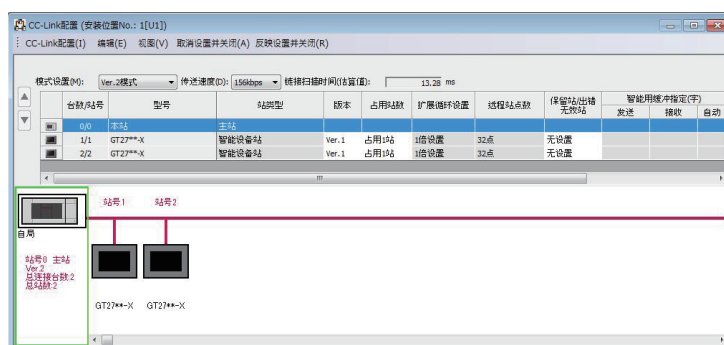 CC-Link配置 (安装位置No.: 1[U1])
CC-Link配置(I) 编辑(E) 视图(V) 取消设置并关闭(A) 反映设置并关闭(R)
模式设置(M): Ver.2模式 传送速度(D): 156kbps 链接扫描时间(估算值): 13.28 ms
台数/站号 型号 站类型 版本 占用站数 扩展循环设置 远程站点数 保留站/出错无效站 智能用缓冲指定(字)
发送 接收 自动
0/0 本站 主站
1/1 GT27**-X 智能设备站 Ver.1 占用1站 1倍设置 32点 无设置
2/2 GT27**-X 智能设备站 Ver.1 占用1站 1倍设置 32点 无设置
站号1 站号2
自局
站号0 主站
Ver.2
总连接台数:2
总站数:2
GT27**-X GT27**-X